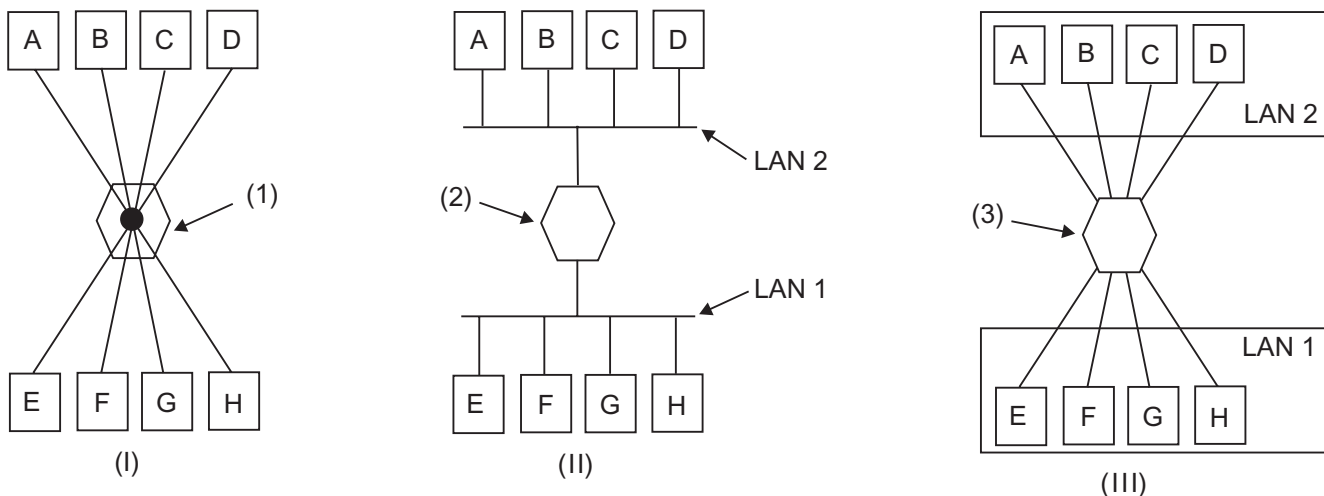 A B C D
(1)
E F G H
(I)
A B C D
LAN 2
(2)
LAN 1
E F G H
(II)
A B C D
LAN 2
(3)
LAN 1
E F G H
(III)